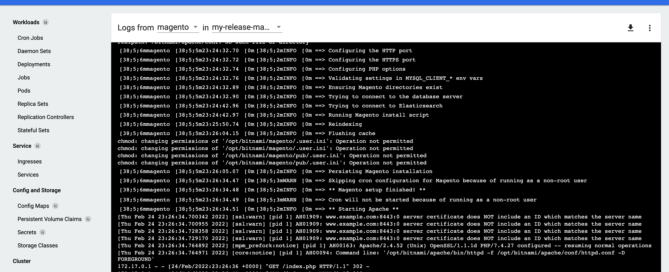 Workloads N
Cron Jobs
Daemon Sets
Deployments
Jobs
Pods
Replica Sets
Replication Controllers
Stateful Sets
Service N
Ingresses
Services
Config and Storage
Config Maps N
Persistent Volume Claims N
Secrets N
Storage Classes
Cluster
Logs from magento in my-release-ma...
[38;5;6mmagento [38;5;5m23:24:32.70 [0m [38;5;2mINFO [0m ==> Configuring the HTTP port
[38;5;6mmagento [38;5;5m23:24:32.72 [0m [38;5;2mINFO [0m ==> Configuring the HTTPS port
[38;5;6mmagento [38;5;5m23:24:32.74 [0m [38;5;2mINFO [0m ==> Configuring PHP options
[38;5;6mmagento [38;5;5m23:24:32.76 [0m [38;5;2mINFO [0m ==> Validating settings in MYSQL_CLIENT_* env vars
[38;5;6mmagento [38;5;5m23:24:32.89 [0m [38;5;2mINFO [0m ==> Ensuring Magento directories exist
[38;5;6mmagento [38;5;5m23:24:32.90 [0m [38;5;2mINFO [0m ==> Trying to connect to the database server
[38;5;6mmagento [38;5;5m23:24:42.96 [0m [38;5;2mINFO [0m ==> Trying to connect to Elasticsearch
[38;5;6mmagento [38;5;5m23:24:42.97 [0m [38;5;2mINFO [0m ==> Running Magento install script
[38;5;6mmagento [38;5;5m23:25:50.74 [0m [38;5;2mINFO [0m ==> Reindexing
[38;5;6mmagento [38;5;5m23:26:04.15 [0m [38;5;2mINFO [0m ==> Flushing cache
chmod: changing permissions of '/opt/bitnami/magento/.user.ini': Operation not permitted
chmod: changing permissions of '/opt/bitnami/magento/.user.ini': Operation not permitted
chmod: changing permissions of '/opt/bitnami/magento/pub/.user.ini': Operation not permitted
chmod: changing permissions of '/opt/bitnami/magento/pub/.user.ini': Operation not permitted
[38;5;6mmagento [38;5;5m23:26:05.07 [0m [38;5;2mINFO [0m ==> Persisting Magento installation
[38;5;6mmagento [38;5;5m23:26:34.47 [0m [38;5;3mWARN [0m ==> Skipping cron configuration for Magento because of running as a non-root user
[38;5;6mmagento [38;5;5m23:26:34.48 [0m [38;5;2mINFO [0m ==> ** Magento setup finished! **
[38;5;6mmagento [38;5;5m23:26:34.49 [0m [38;5;3mWARN [0m ==> Cron will not be started because of running as a non-root user
[38;5;6mmagento [38;5;5m23:26:34.51 [0m [38;5;2mINFO [0m ==> ** Starting Apache **
[Thu Feb 24 23:26:34.700342 2022] [ssl:warn] [pid 1] AH01909: www.example.com:8443:0 server certificate does NOT include an ID which matches the server name
[Thu Feb 24 23:26:34.700955 2022] [ssl:warn] [pid 1] AH01909: www.example.com:8443:0 server certificate does NOT include an ID which matches the server name
[Thu Feb 24 23:26:34.728358 2022] [ssl:warn] [pid 1] AH01909: www.example.com:8443:0 server certificate does NOT include an ID which matches the server name
[Thu Feb 24 23:26:34.729170 2022] [ssl:warn] [pid 1] AH01909: www.example.com:8443:0 server certificate does NOT include an ID which matches the server name
[Thu Feb 24 23:26:34.764892 2022] [mpm_prefork:notice] [pid 1] AH00163: Apache/2.4.52 (Unix) OpenSSL/1.1.1d PHP/7.4.27 configured -- resuming normal operations
[Thu Feb 24 23:26:34.764971 2022] [core:notice] [pid 1] AH00094: Command line: '/opt/bitnami/apache/bin/httpd -f /opt/bitnami/apache/conf/httpd.conf -D
FOREGROUND'
172.17.0.1 - - [24/Feb/2022:23:24:36 +0000] "GET /index.php HTTP/1.1" 302 -